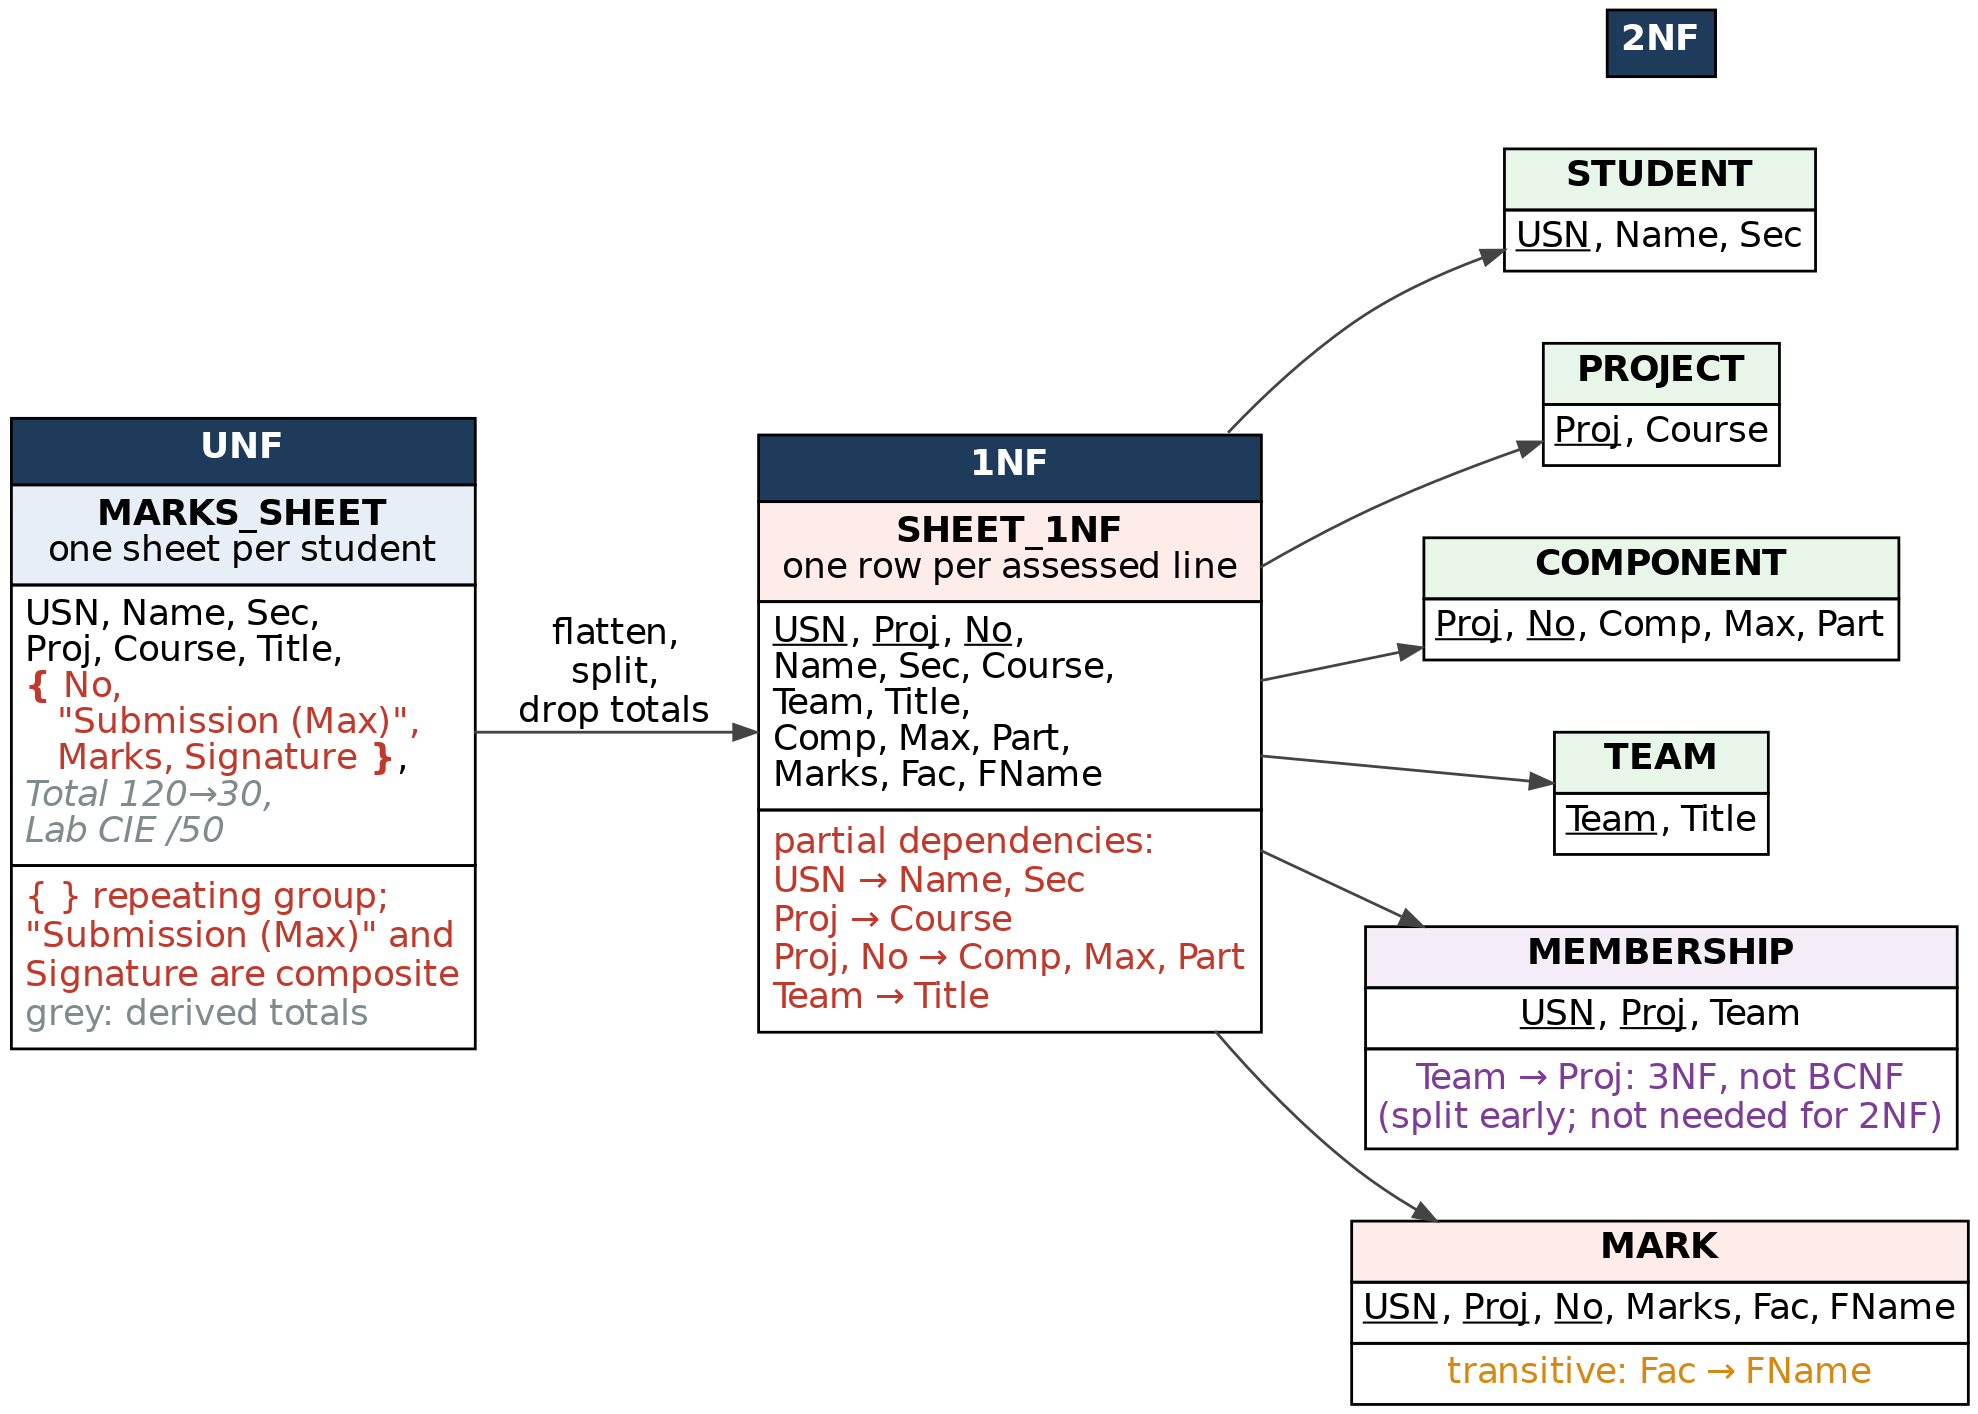 UNF
MARKS_SHEET
one sheet per student
USN, Name, Sec,
Proj, Course, Title,
{ No,
"Submission (Max)",
Marks, Signature },
Total 120→30,
Lab CIE /50
{ } repeating group;
"Submission (Max)" and
Signature are composite
grey: derived totals
flatten,
split,
drop totals
1NF
SHEET_1NF
one row per assessed line
USN, Proj, No,
Name, Sec, Course,
Team, Title,
Comp, Max, Part,
Marks, Fac, FName
partial dependencies:
USN → Name, Sec
Proj → Course
Proj, No → Comp, Max, Part
Team → Title
2NF
STUDENT
USN, Name, Sec
PROJECT
Proj, Course
COMPONENT
Proj, No, Comp, Max, Part
TEAM
Team, Title
MEMBERSHIP
USN, Proj, Team
Team → Proj: 3NF, not BCNF
(split early; not needed for 2NF)
MARK
USN, Proj, No, Marks, Fac, FName
transitive: Fac → FName